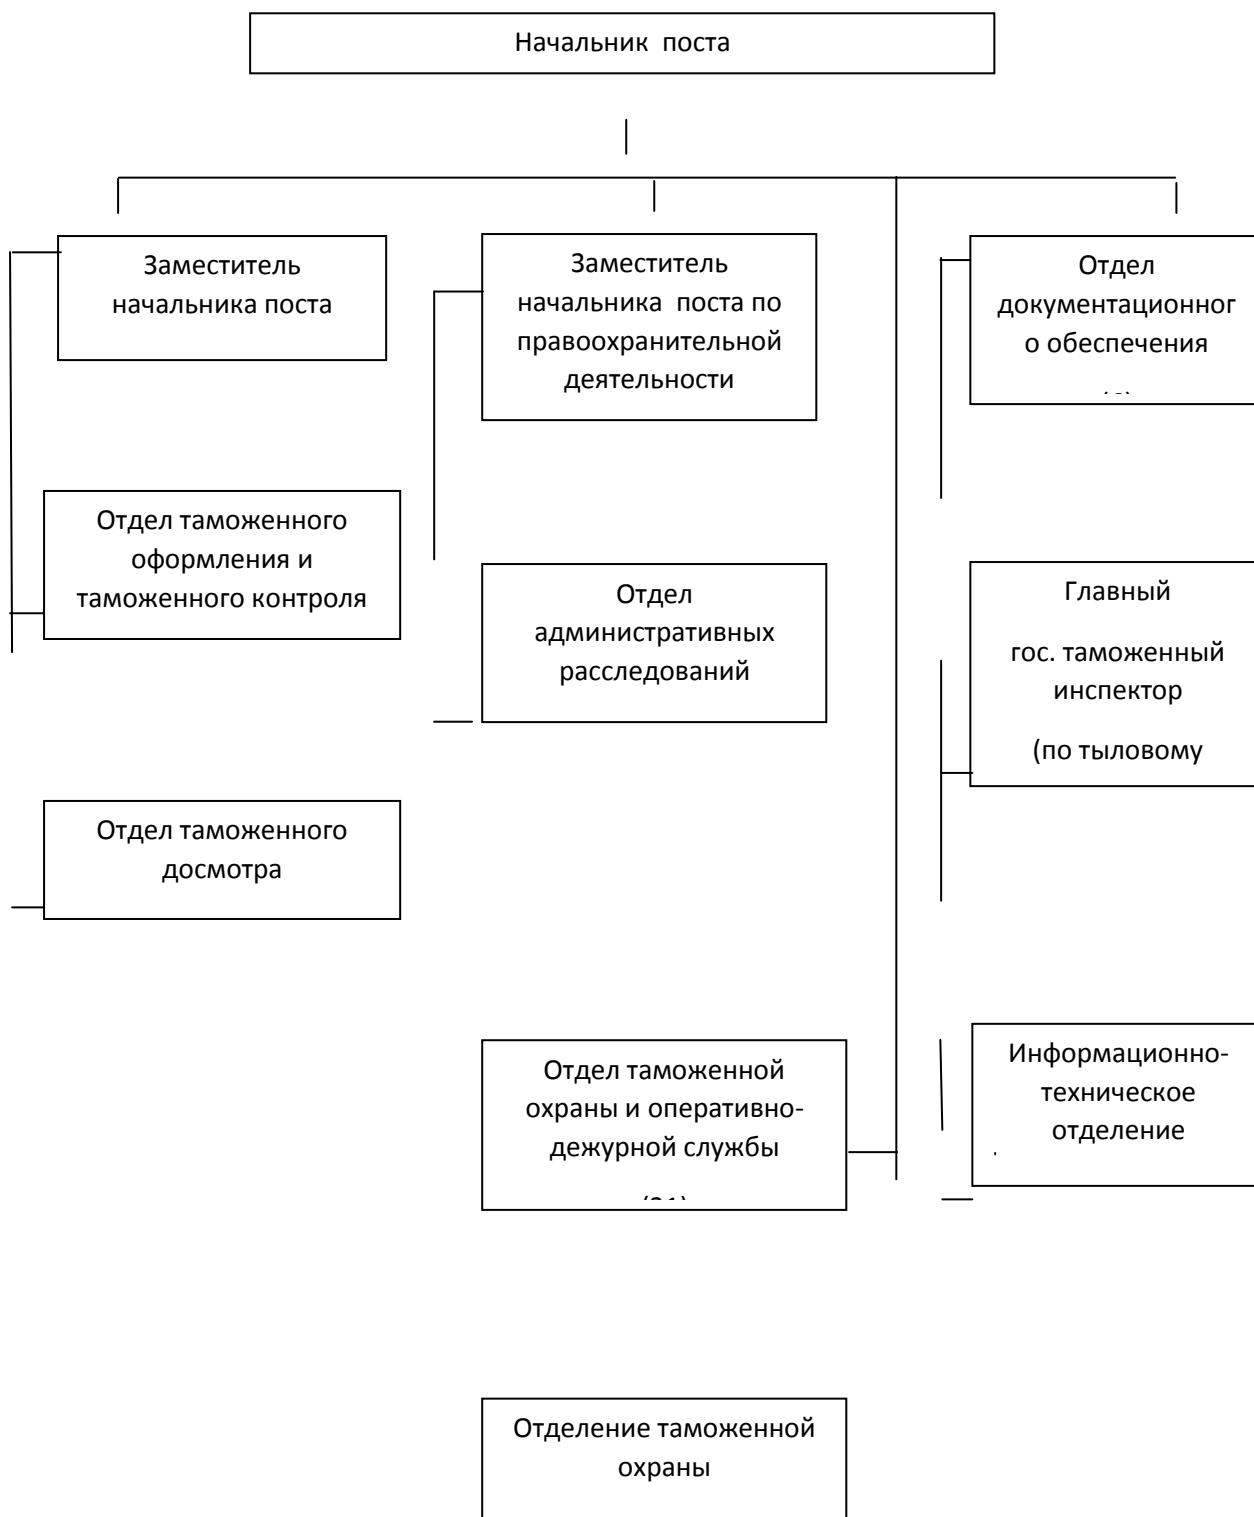 Начальник поста
Заместитель
начальника поста
Заместитель
начальника поста по
правоохранительной
деятельности
Отдел
документационног
о обеспечения
Отдел таможенного
оформления и
таможенного контроля
Отдел
административных
расследований
Главный
гос. таможенный
инспектор
(по тыловому
Отдел таможенного
досмотра
Отдел таможенной
охраны и оперативно-
дежурной службы
Информационно-
техническое
отделение
Отделение таможенной
охраны